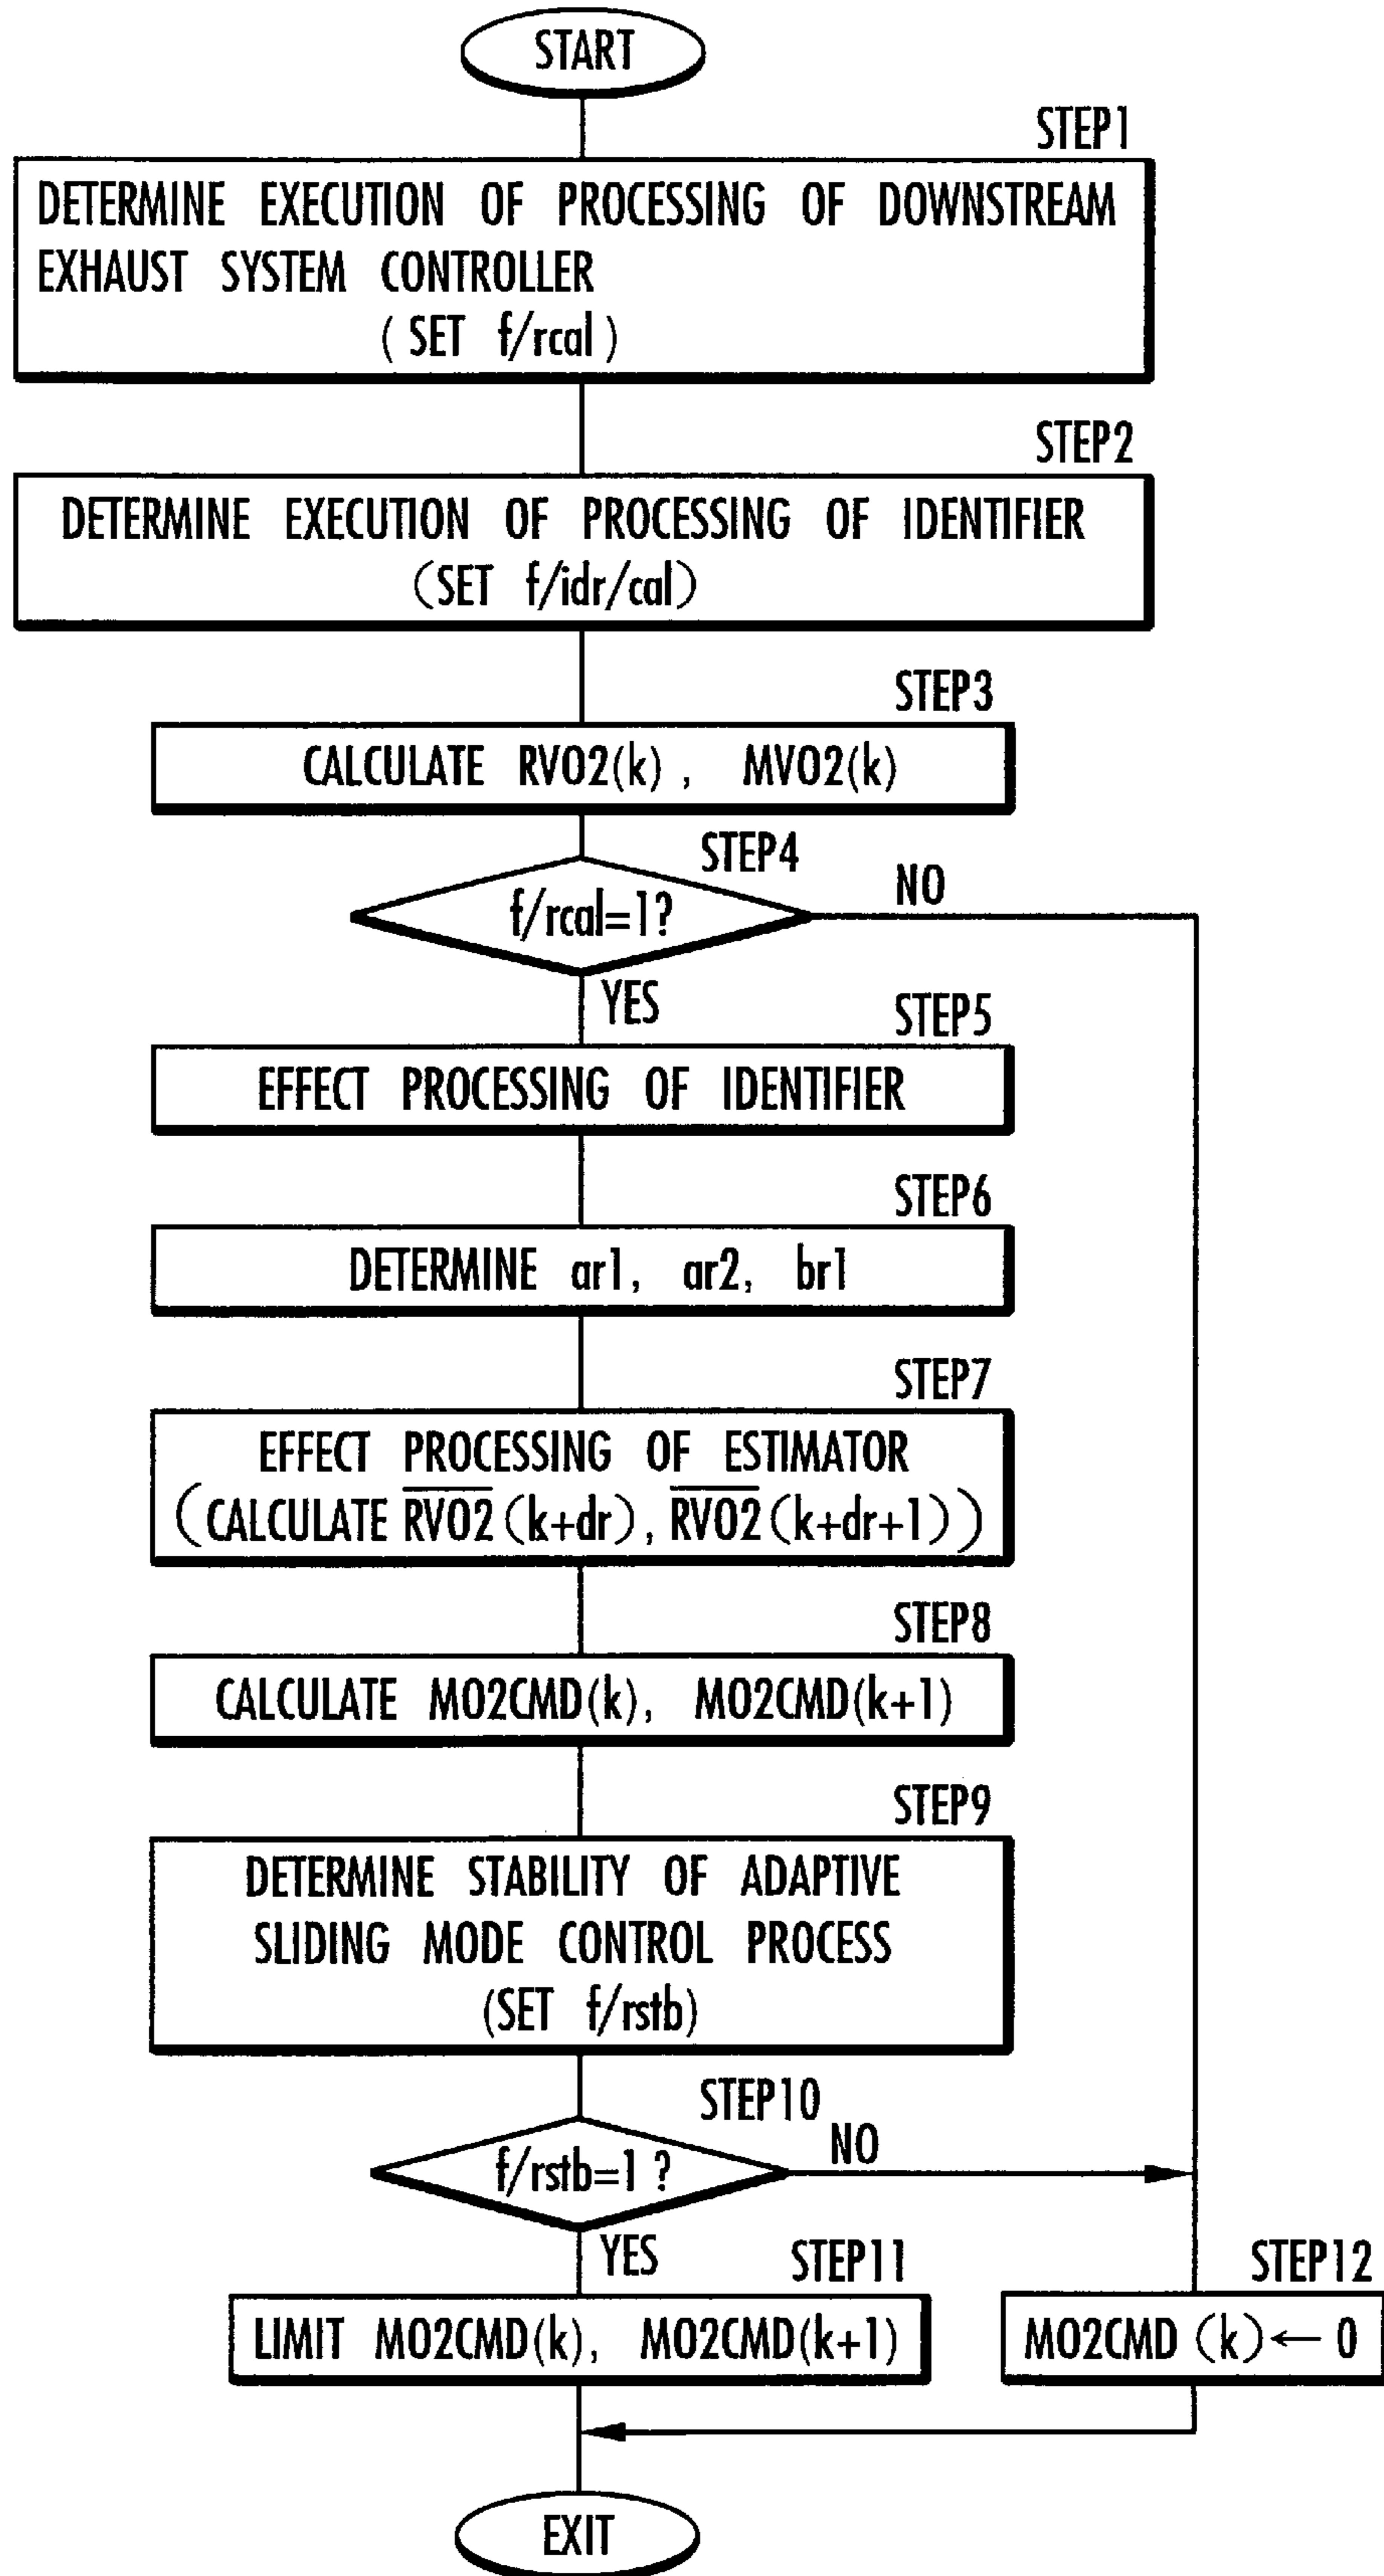 START
STEP1
DETERMINE EXECUTION OF PROCESSING OF DOWNSTREAM
EXHAUST SYSTEM CONTROLLER
(SET f/rcal)
STEP2
DETERMINE EXECUTION OF PROCESSING OF IDENTIFIER
(SET f/idr/cal)
STEP3
CALCULATE RVO2(k), MVO2(k)
STEP4
f/rcal=1?
NO
YES
STEP5
EFFECT PROCESSING OF IDENTIFIER
STEP6
DETERMINE ar1, ar2, br1
STEP7
EFFECT PROCESSING OF ESTIMATOR
(CALCULATE R̅V̅O̅2̅(k+dr), R̅V̅O̅2̅(k+dr+1))
STEP8
CALCULATE MO2CMD(k), MO2CMD(k+1)
STEP9
DETERMINE STABILITY OF ADAPTIVE
SLIDING MODE CONTROL PROCESS
(SET f/rstb)
STEP10
f/rstb=1?
NO
YES
STEP11
LIMIT MO2CMD(k), MO2CMD(k+1)
STEP12
MO2CMD(k)← 0
EXIT